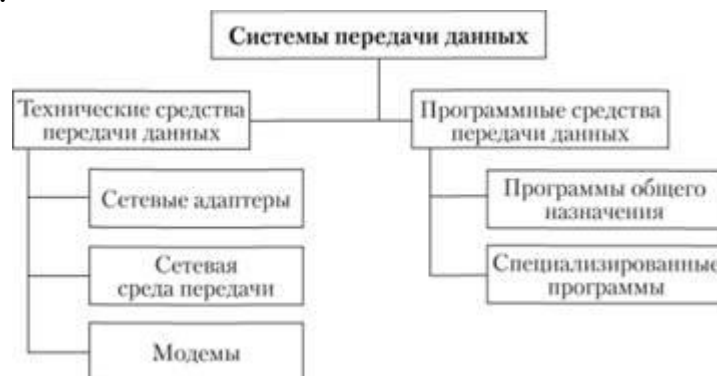 Системы передачи данных
Технические средства
передачи данных
Сетевые адаптеры
Сетевая
среда передачи
Модемы
Программные средства
передачи данных
Программы общего
назначения
Специализированные
программы